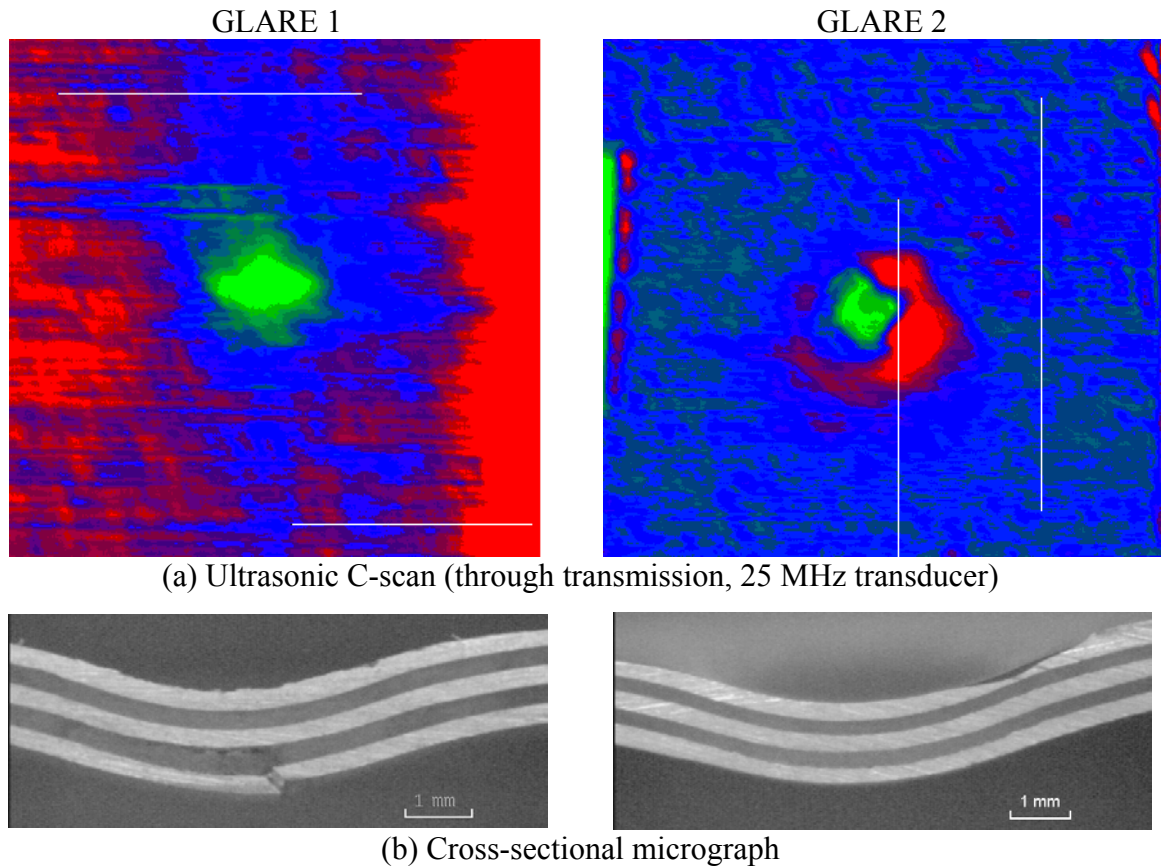 GLARE 1
GLARE 2
(a) Ultrasonic C-scan (through transmission, 25 MHz transducer)
1 mm
1 mm
(b) Cross-sectional micrograph